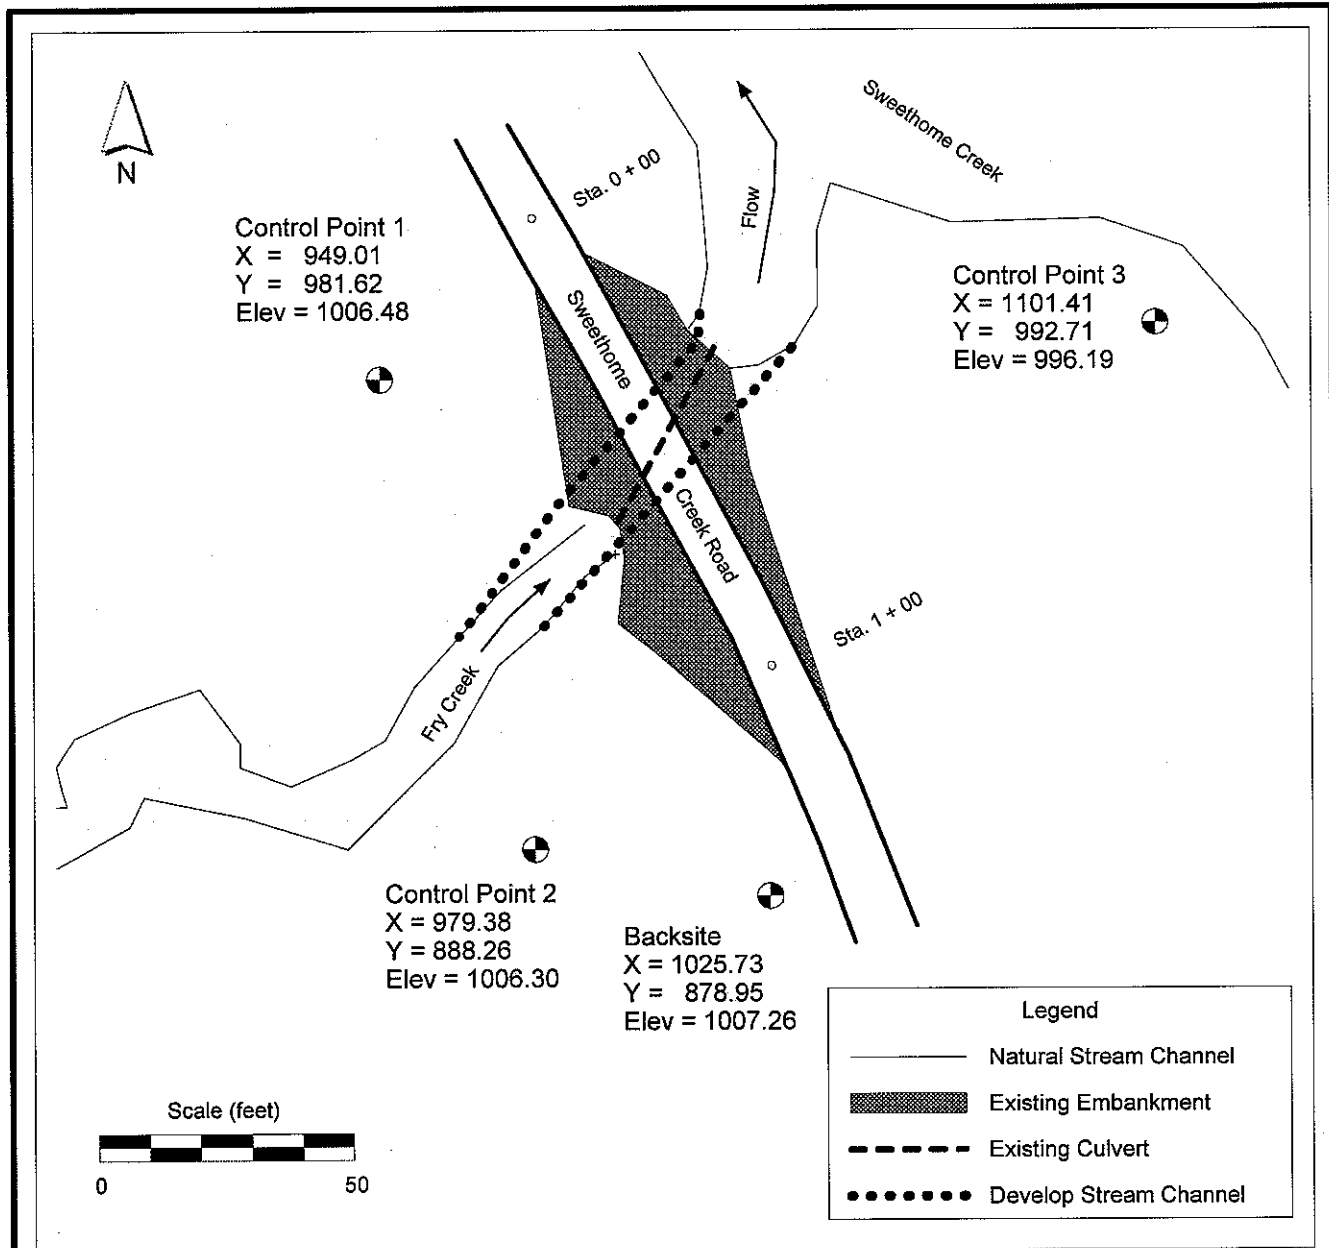 N
Sweethome Creek
Sta. 0 + 00
Flow
Control Point 1
X = 949.01
Y = 981.62
Elev = 1006.48
Control Point 3
X = 1101.41
Y = 992.71
Elev = 996.19
Sweethome
Creek Road
Sta. 1 + 00
Fry Creek
Control Point 2
X = 979.38
Y = 888.26
Elev = 1006.30
Backsite
X = 1025.73
Y = 878.95
Elev = 1007.26
Legend
Natural Stream Channel
Existing Embankment
Existing Culvert
Develop Stream Channel
Scale (feet)
0 50